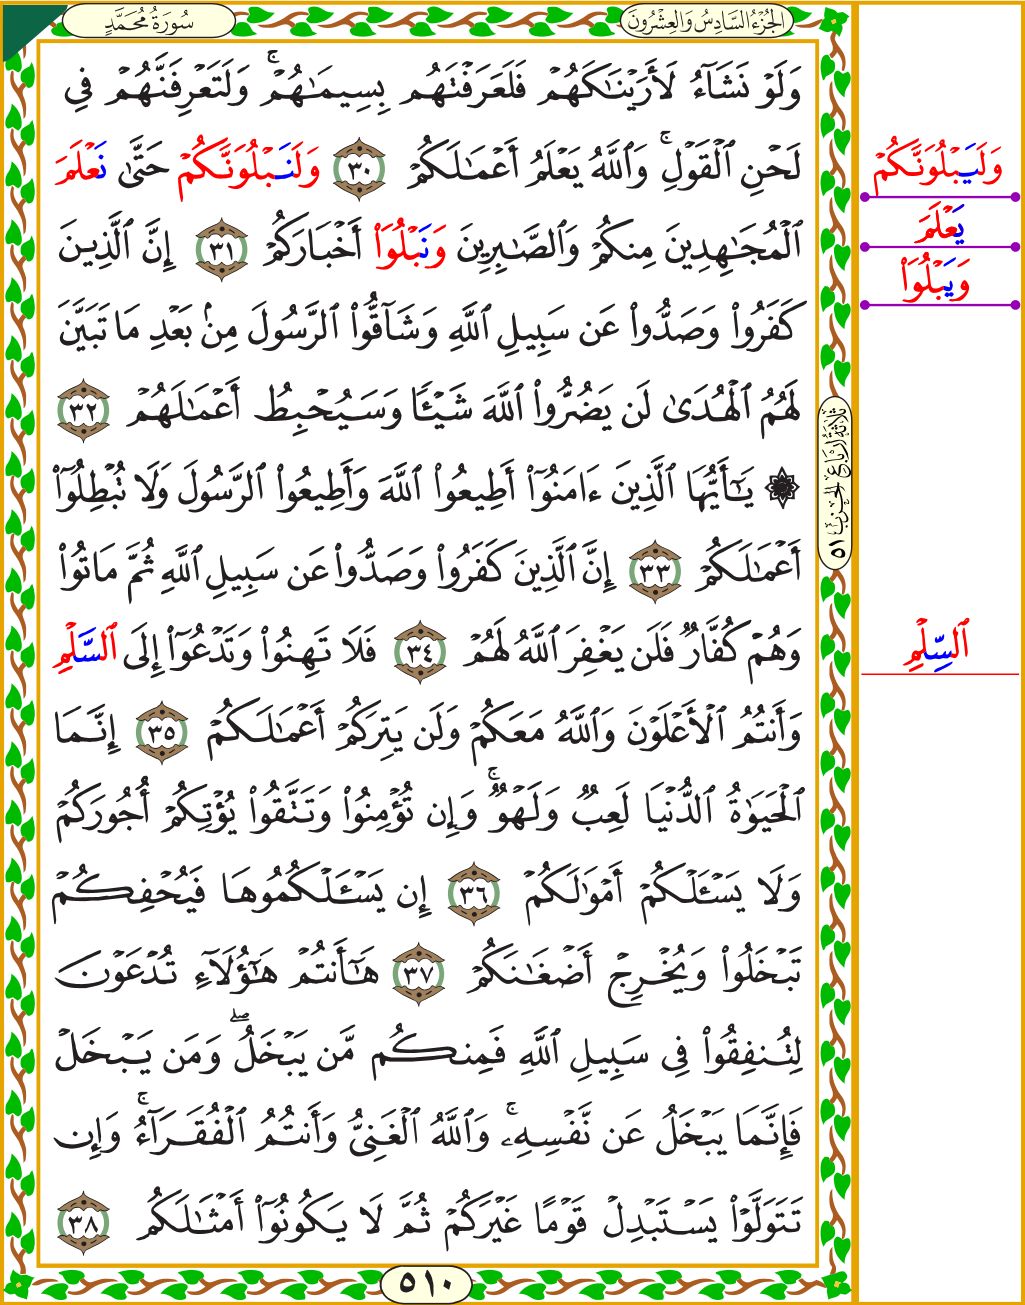 سُورَةُ مُحَمَّدٍ
الجُزْءُ السَّادِسُ وَالعِشْرُونَ
وَلَوْ نَشَآءُ لَأَرَيْنَٰكَهُمْ فَلَعَرَفْتَهُم بِسِيمَٰهُمْۚ وَلَتَعْرِفَنَّهُمْ فِي
لَحْنِ ٱلْقَوْلِۚ وَٱللَّهُ يَعْلَمُ أَعْمَٰلَكُمْ ٣٠ وَلَنَبْلُوَنَّكُمْ حَتَّىٰ نَعْلَمَ
ٱلْمُجَٰهِدِينَ مِنكُمْ وَٱلصَّٰبِرِينَ وَنَبْلُوَا۟ أَخْبَارَكُمْ ٣١ إِنَّ ٱلَّذِينَ
كَفَرُوا۟ وَصَدُّوا۟ عَن سَبِيلِ ٱللَّهِ وَشَآقُّوا۟ ٱلرَّسُولَ مِنۢ بَعْدِ مَا تَبَيَّنَ
لَهُمُ ٱلْهُدَىٰ لَن يَضُرُّوا۟ ٱللَّهَ شَيْـًٔا وَسَيُحْبِطُ أَعْمَٰلَهُمْ ٣٢
۞ يَٰٓأَيُّهَا ٱلَّذِينَ ءَامَنُوٓا۟ أَطِيعُوا۟ ٱللَّهَ وَأَطِيعُوا۟ ٱلرَّسُولَ وَلَا تُبْطِلُوٓا۟
أَعْمَٰلَكُمْ ٣٣ إِنَّ ٱلَّذِينَ كَفَرُوا۟ وَصَدُّوا۟ عَن سَبِيلِ ٱللَّهِ ثُمَّ مَاتُوا۟
وَهُمْ كُفَّارٌ فَلَن يَغْفِرَ ٱللَّهُ لَهُمْ ٣٤ فَلَا تَهِنُوا۟ وَتَدْعُوٓا۟ إِلَى ٱلسَّلْمِ
وَأَنتُمُ ٱلْأَعْلَوْنَ وَٱللَّهُ مَعَكُمْ وَلَن يَتِرَكُمْ أَعْمَٰلَكُمْ ٣٥ إِنَّمَا
ٱلْحَيَوٰةُ ٱلدُّنْيَا لَعِبٌ وَلَهْوٌۚ وَإِن تُؤْمِنُوا۟ وَتَتَّقُوا۟ يُؤْتِكُمْ أُجُورَكُمْ
وَلَا يَسْـَٔلْكُمْ أَمْوَٰلَكُمْ ٣٦ إِن يَسْـَٔلْكُمُوهَا فَيُحْفِكُمْ
تَبْخَلُوا۟ وَيُخْرِجْ أَضْغَٰنَكُمْ ٣٧ هَٰٓأَنتُمْ هَٰٓؤُلَآءِ تُدْعَوْنَ
لِتُنفِقُوا۟ فِي سَبِيلِ ٱللَّهِ فَمِنكُم مَّن يَبْخَلُۖ وَمَن يَبْخَلْ
فَإِنَّمَا يَبْخَلُ عَن نَّفْسِهِۦۚ وَٱللَّهُ ٱلْغَنِيُّ وَأَنتُمُ ٱلْفُقَرَآءُۚ وَإِن
تَتَوَلَّوْا۟ يَسْتَبْدِلْ قَوْمًا غَيْرَكُمْ ثُمَّ لَا يَكُونُوٓا۟ أَمْثَٰلَكُم ٣٨
٥١٠
وَلَيَبْلُوَنَّكُمْ
يَعْلَمَ
وَيَبْلُوَا۟
ٱلسِّلْمِ
ثلاثة أرباع الحزب ٥١